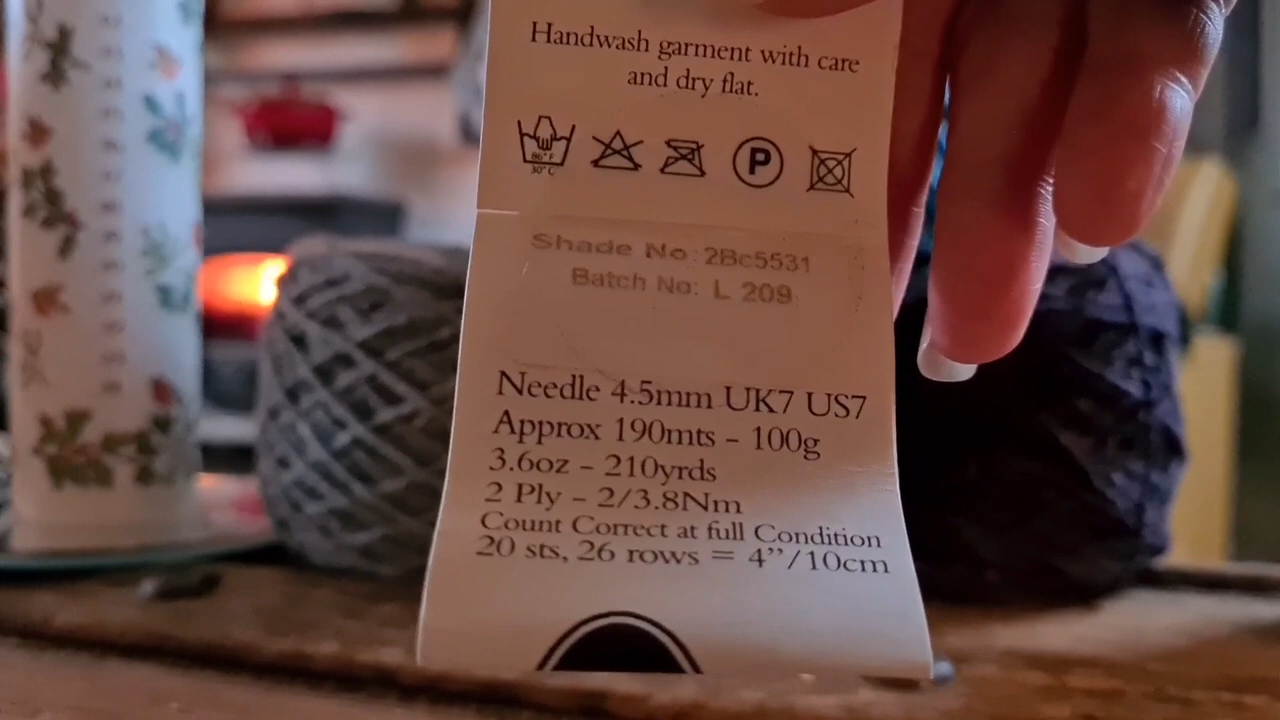 Handwash garment with care
and dry flat.
86° F
30° C
P
Shade No: 2Bc5531
Batch No: L 209
Needle 4.5mm UK7 US7
Approx 190mts - 100g
3.6oz - 210yrds
2 Ply - 2/3.8Nm
Count Correct at full Condition
20 sts, 26 rows = 4”/10cm